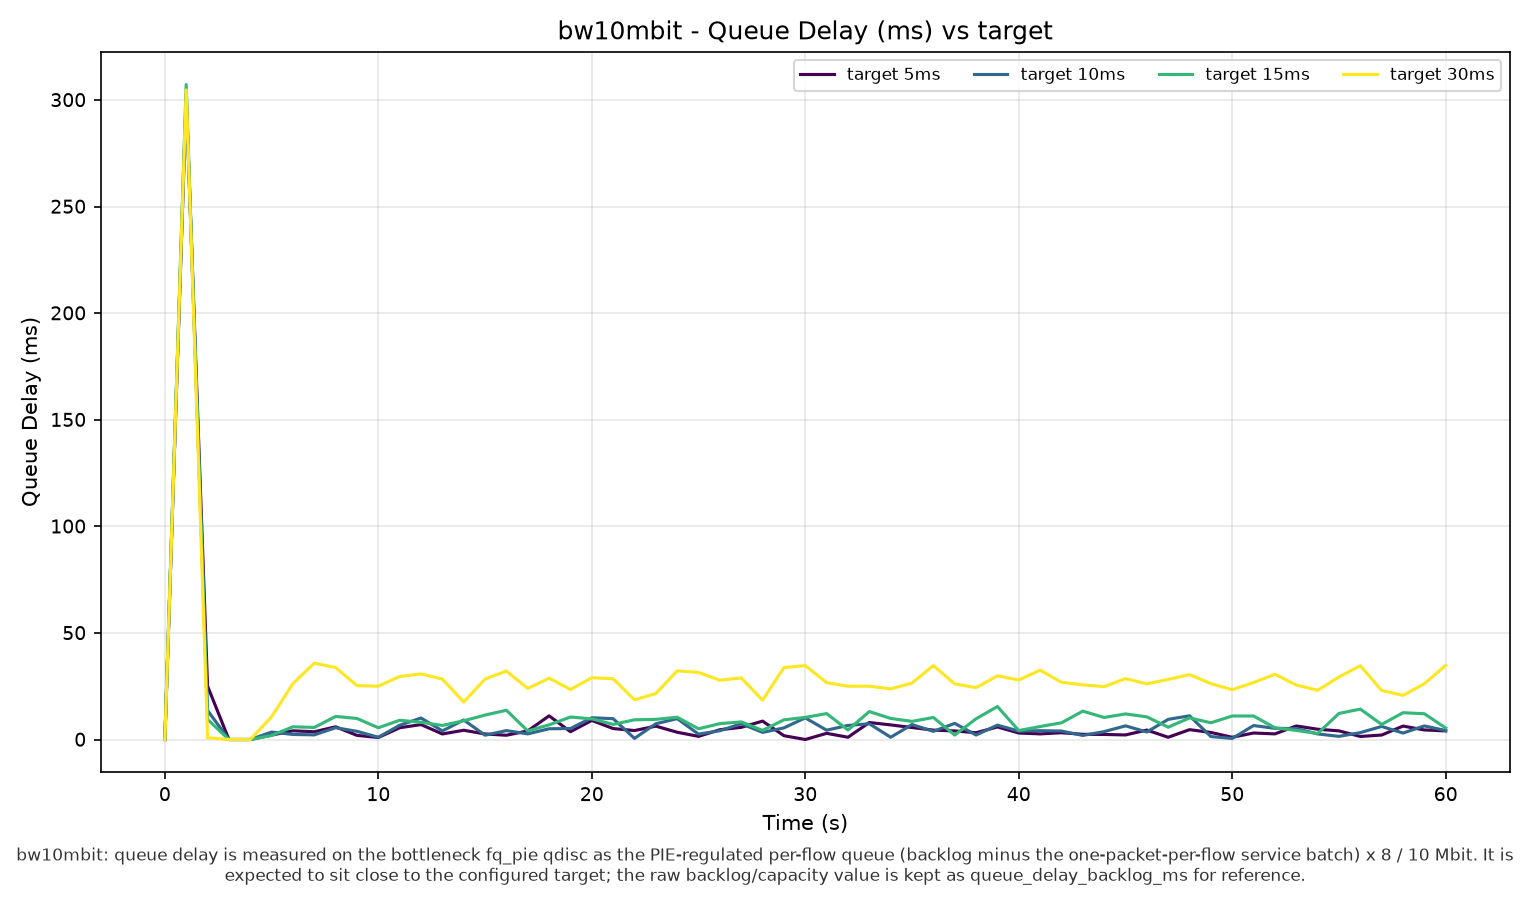 bw10mbit - Queue Delay (ms) vs target
target 5ms
target 10ms
target 15ms
target 30ms
Queue Delay (ms)
300
250
200
150
100
50
0
0
10
20
30
40
50
60
Time (s)
bw10mbit: queue delay is measured on the bottleneck fq_pie qdisc as the PIE-regulated per-flow queue (backlog minus the one-packet-per-flow service batch) x 8 / 10 Mbit. It is
expected to sit close to the configured target; the raw backlog/capacity value is kept as queue_delay_backlog_ms for reference.